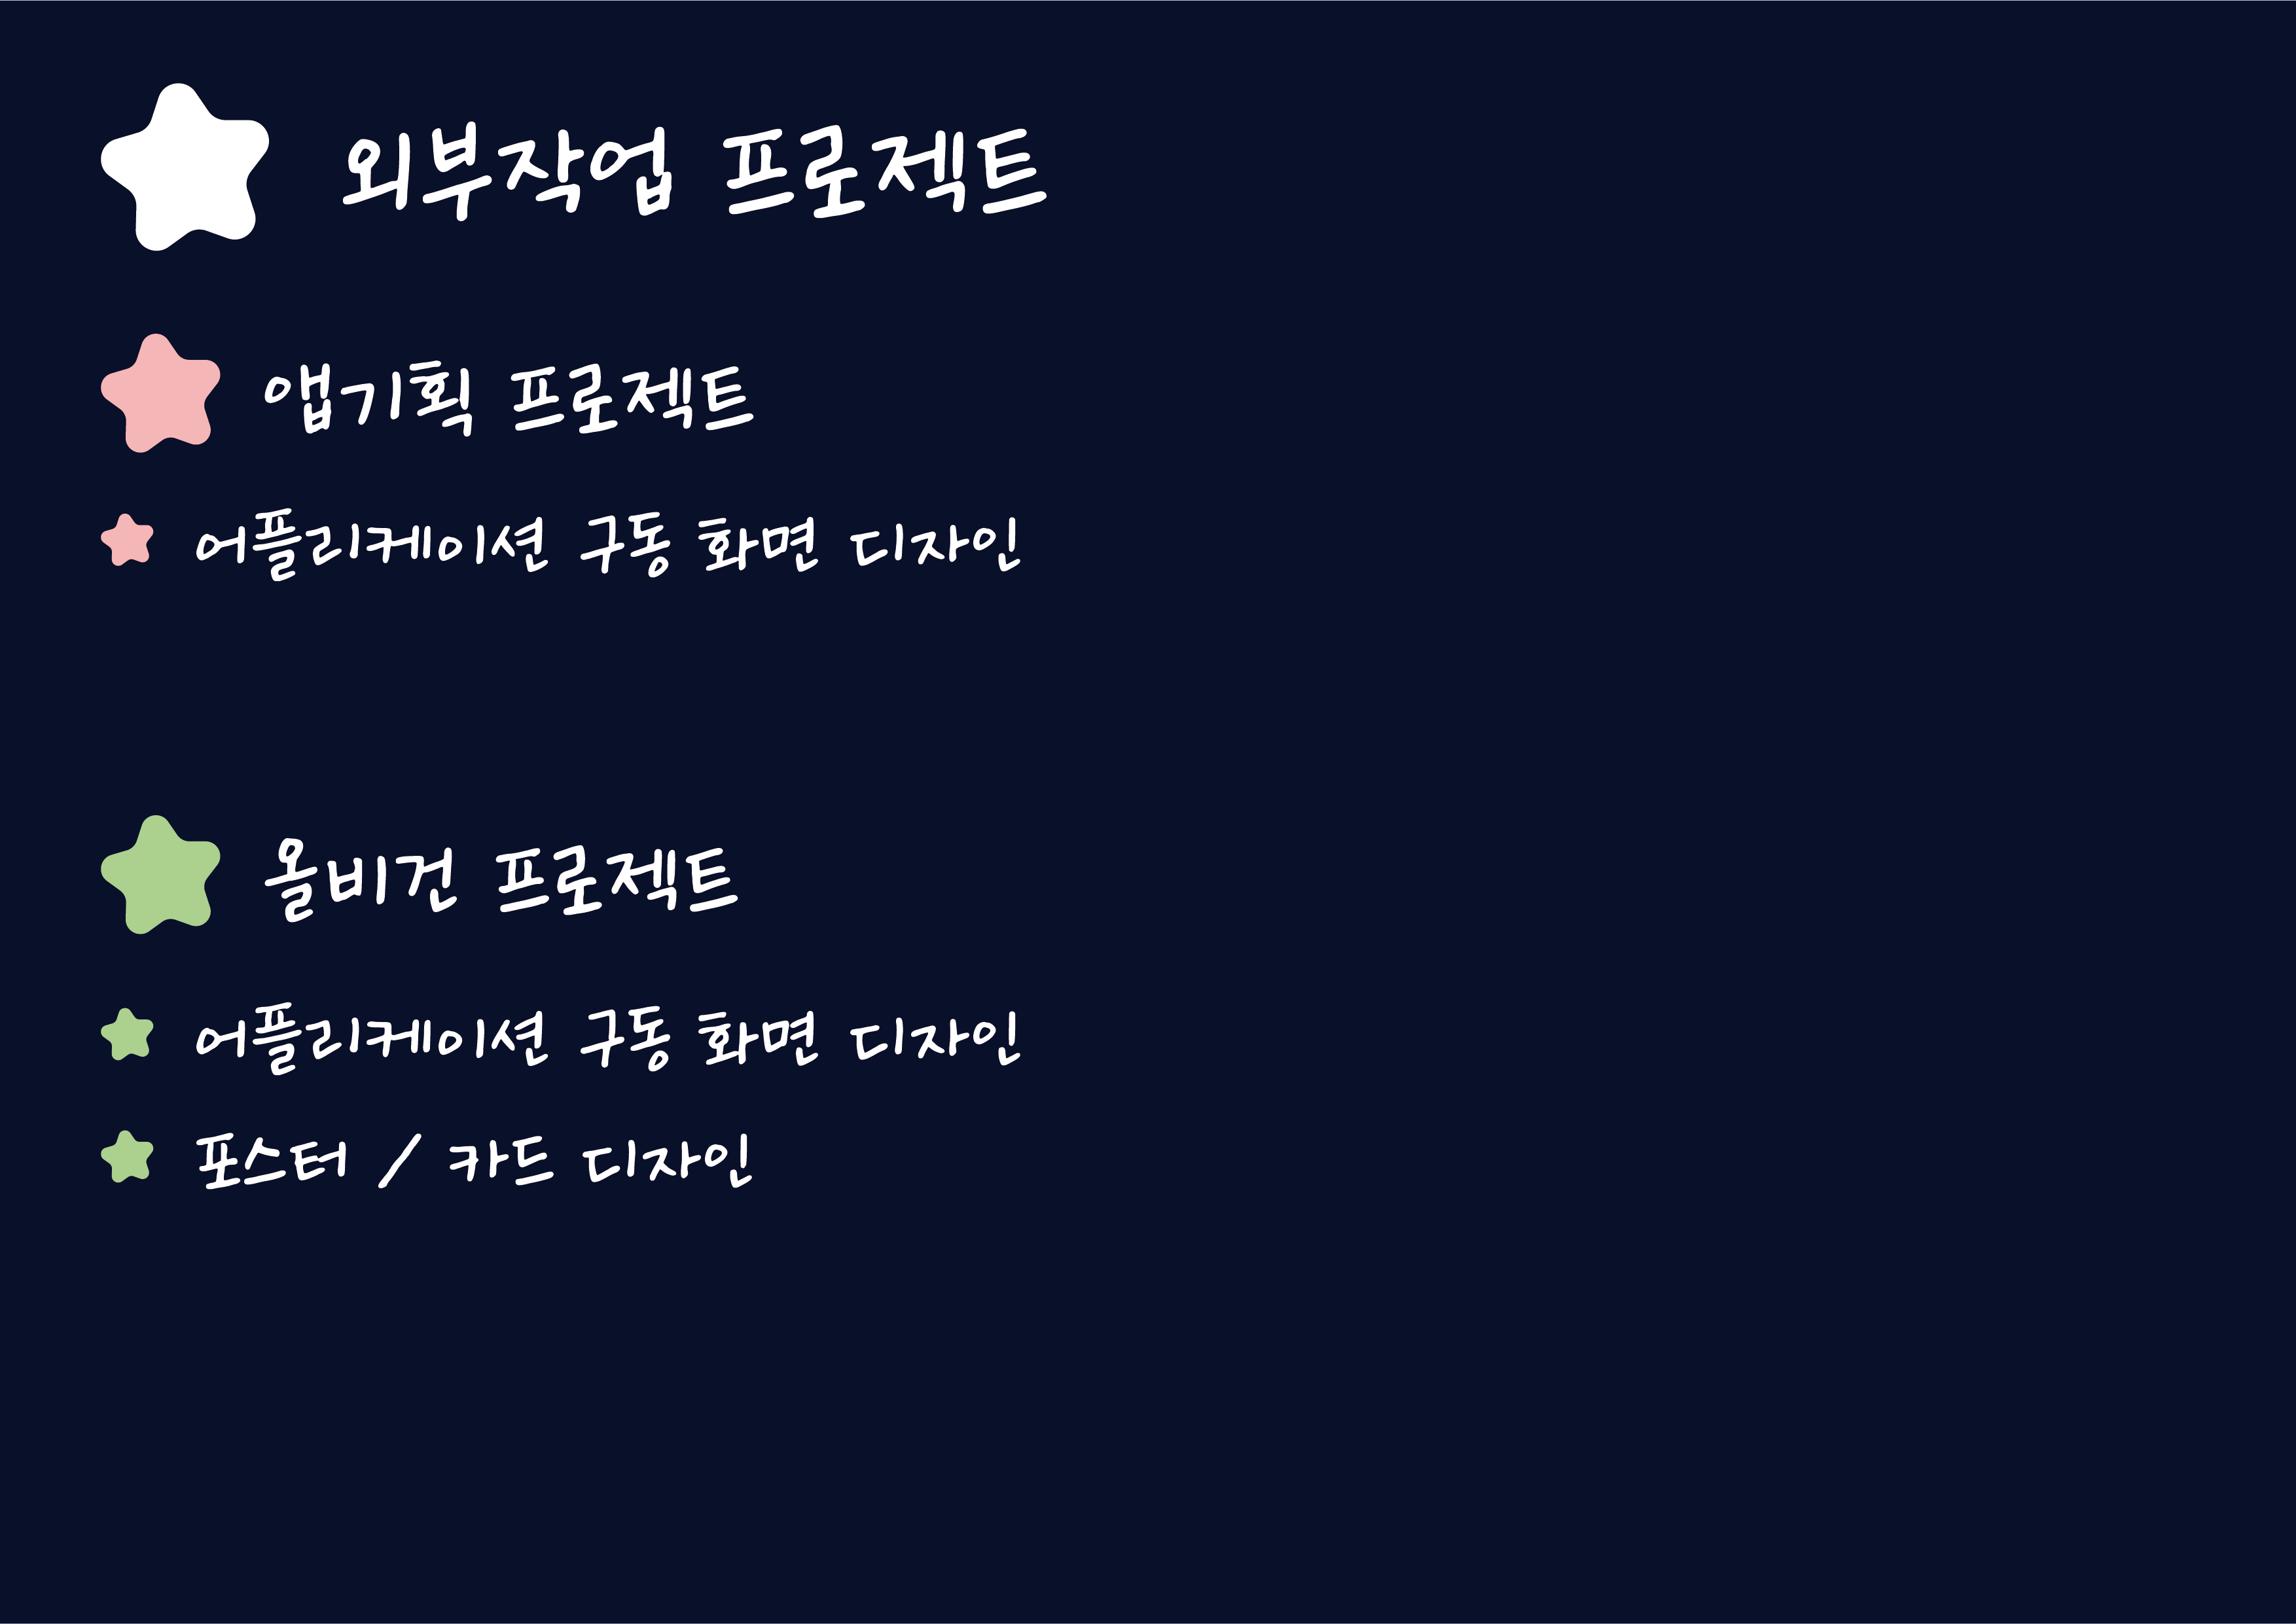 외부작업 프로젝트
앱기획 프로젝트
어플리케이션 구동 화면 디자인
올비건 프로젝트
어플리케이션 구동 화면 디자인
포스터 / 카드 디자인